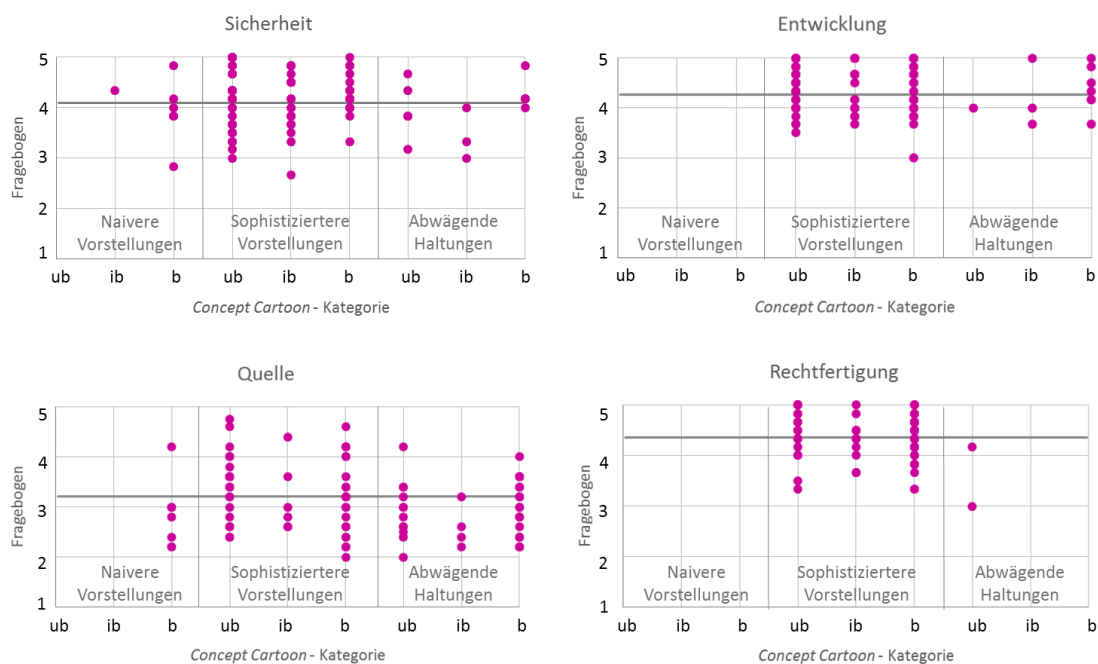 Sicherheit
5
4
3
2
1
Fragebogen
Naivere
Vorstellungen
Sophistiziertere
Vorstellungen
Abwägende
Haltungen
ub ib b ub ib b ub ib b
Concept Cartoon - Kategorie
Entwicklung
5
4
3
2
1
Fragebogen
Naivere
Vorstellungen
Sophistiziertere
Vorstellungen
Abwägende
Haltungen
ub ib b ub ib b ub ib b
Concept Cartoon - Kategorie
Quelle
5
4
3
2
1
Fragebogen
Naivere
Vorstellungen
Sophistiziertere
Vorstellungen
Abwägende
Haltungen
ub ib b ub ib b ub ib b
Concept Cartoon - Kategorie
Rechtfertigung
5
4
3
2
1
Fragebogen
Naivere
Vorstellungen
Sophistiziertere
Vorstellungen
Abwägende
Haltungen
ub ib b ub ib b ub ib b
Concept Cartoon - Kategorie